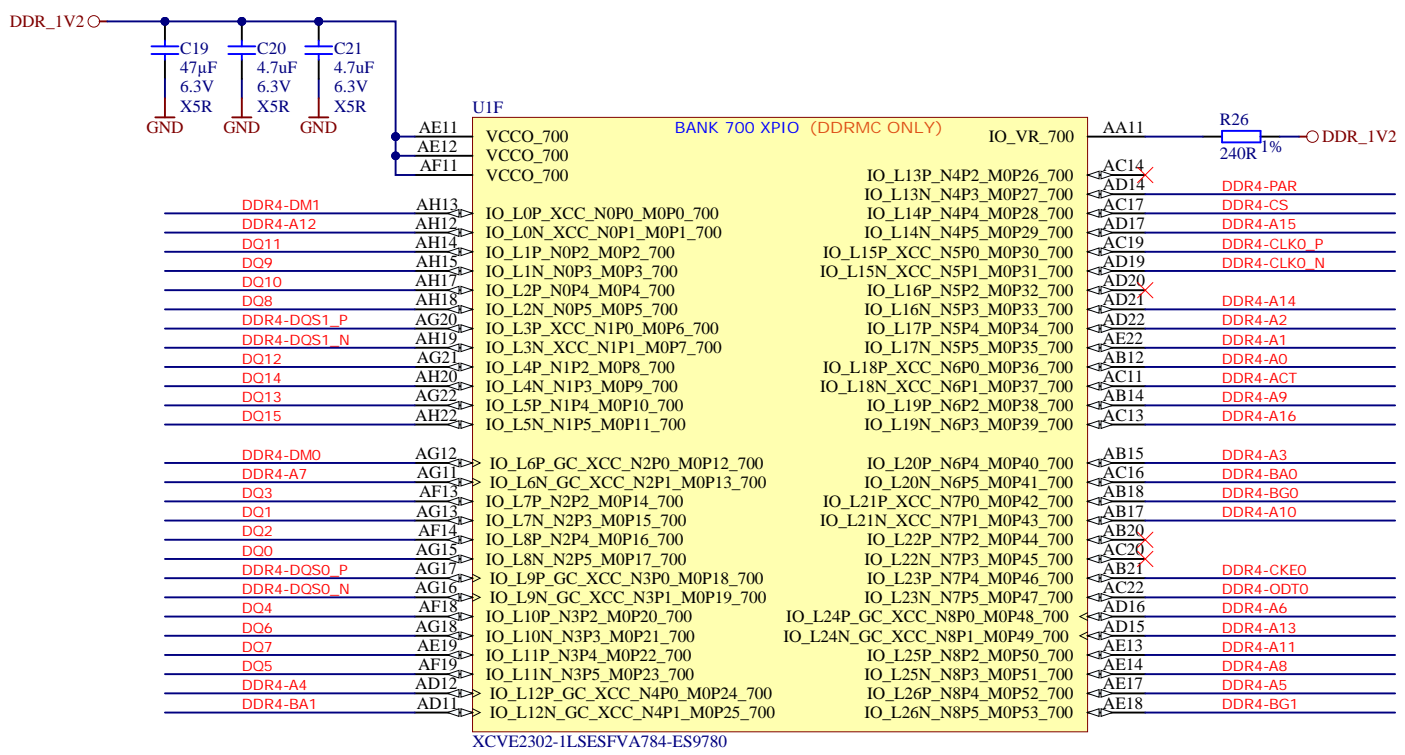 DDR_1V2
C19
47µF
6.3V
X5R
GND
C20
4.7uF
6.3V
X5R
GND
C21
4.7uF
6.3V
X5R
GND
U1F
BANK 700 XPIO (DDRMC ONLY)
AE11 VCCO_700
AE12 VCCO_700
AF11 VCCO_700
DDR4-DM1 AH13 IO_L0P_XCC_N0P0_M0P0_700
DDR4-A12 AH12 IO_L0N_XCC_N0P1_M0P1_700
DQ11 AH14 IO_L1P_N0P2_M0P2_700
DQ9 AH15 IO_L1N_N0P3_M0P3_700
DQ10 AH17 IO_L2P_N0P4_M0P4_700
DQ8 AH18 IO_L2N_N0P5_M0P5_700
DDR4-DQS1_P AG20 IO_L3P_XCC_N1P0_M0P6_700
DDR4-DQS1_N AH19 IO_L3N_XCC_N1P1_M0P7_700
DQ12 AG21 IO_L4P_N1P2_M0P8_700
DQ14 AH20 IO_L4N_N1P3_M0P9_700
DQ13 AG22 IO_L5P_N1P4_M0P10_700
DQ15 AH22 IO_L5N_N1P5_M0P11_700
DDR4-DM0 AG12 IO_L6P_GC_XCC_N2P0_M0P12_700
DDR4-A7 AG11 IO_L6N_GC_XCC_N2P1_M0P13_700
DQ3 AF13 IO_L7P_N2P2_M0P14_700
DQ1 AG13 IO_L7N_N2P3_M0P15_700
DQ2 AF14 IO_L8P_N2P4_M0P16_700
DQ0 AG15 IO_L8N_N2P5_M0P17_700
DDR4-DQS0_P AG17 IO_L9P_GC_XCC_N3P0_M0P18_700
DDR4-DQS0_N AG16 IO_L9N_GC_XCC_N3P1_M0P19_700
DQ4 AF18 IO_L10P_N3P2_M0P20_700
DQ6 AG18 IO_L10N_N3P3_M0P21_700
DQ7 AE19 IO_L11P_N3P4_M0P22_700
DQ5 AF19 IO_L11N_N3P5_M0P23_700
DDR4-A4 AD12 IO_L12P_GC_XCC_N4P0_M0P24_700
DDR4-BA1 AD11 IO_L12N_GC_XCC_N4P1_M0P25_700
IO_VR_700 AA11 R26 240R 1% DDR_1V2
IO_L13P_N4P2_M0P26_700 AC14
IO_L13N_N4P3_M0P27_700 AD14 DDR4-PAR
IO_L14P_N4P4_M0P28_700 AC17 DDR4-CS
IO_L14N_N4P5_M0P29_700 AD17 DDR4-A15
IO_L15P_XCC_N5P0_M0P30_700 AC19 DDR4-CLK0_P
IO_L15N_XCC_N5P1_M0P31_700 AD19 DDR4-CLK0_N
IO_L16P_N5P2_M0P32_700 AD20
IO_L16N_N5P3_M0P33_700 AD21 DDR4-A14
IO_L17P_N5P4_M0P34_700 AD22 DDR4-A2
IO_L17N_N5P5_M0P35_700 AE22 DDR4-A1
IO_L18P_XCC_N6P0_M0P36_700 AB12 DDR4-A0
IO_L18N_XCC_N6P1_M0P37_700 AC11 DDR4-ACT
IO_L19P_N6P2_M0P38_700 AB14 DDR4-A9
IO_L19N_N6P3_M0P39_700 AC13 DDR4-A16
IO_L20P_N6P4_M0P40_700 AB15 DDR4-A3
IO_L20N_N6P5_M0P41_700 AC16 DDR4-BA0
IO_L21P_XCC_N7P0_M0P42_700 AB18 DDR4-BG0
IO_L21N_XCC_N7P1_M0P43_700 AB17 DDR4-A10
IO_L22P_N7P2_M0P44_700 AB20
IO_L22N_N7P3_M0P45_700 AC20
IO_L23P_N7P4_M0P46_700 AB21 DDR4-CKE0
IO_L23N_N7P5_M0P47_700 AC22 DDR4-ODT0
IO_L24P_GC_XCC_N8P0_M0P48_700 AD16 DDR4-A6
IO_L24N_GC_XCC_N8P1_M0P49_700 AD15 DDR4-A13
IO_L25P_N8P2_M0P50_700 AE13 DDR4-A11
IO_L25N_N8P3_M0P51_700 AE14 DDR4-A8
IO_L26P_N8P4_M0P52_700 AE17 DDR4-A5
IO_L26N_N8P5_M0P53_700 AE18 DDR4-BG1
XCVE2302-1LSESFVA784-ES9780